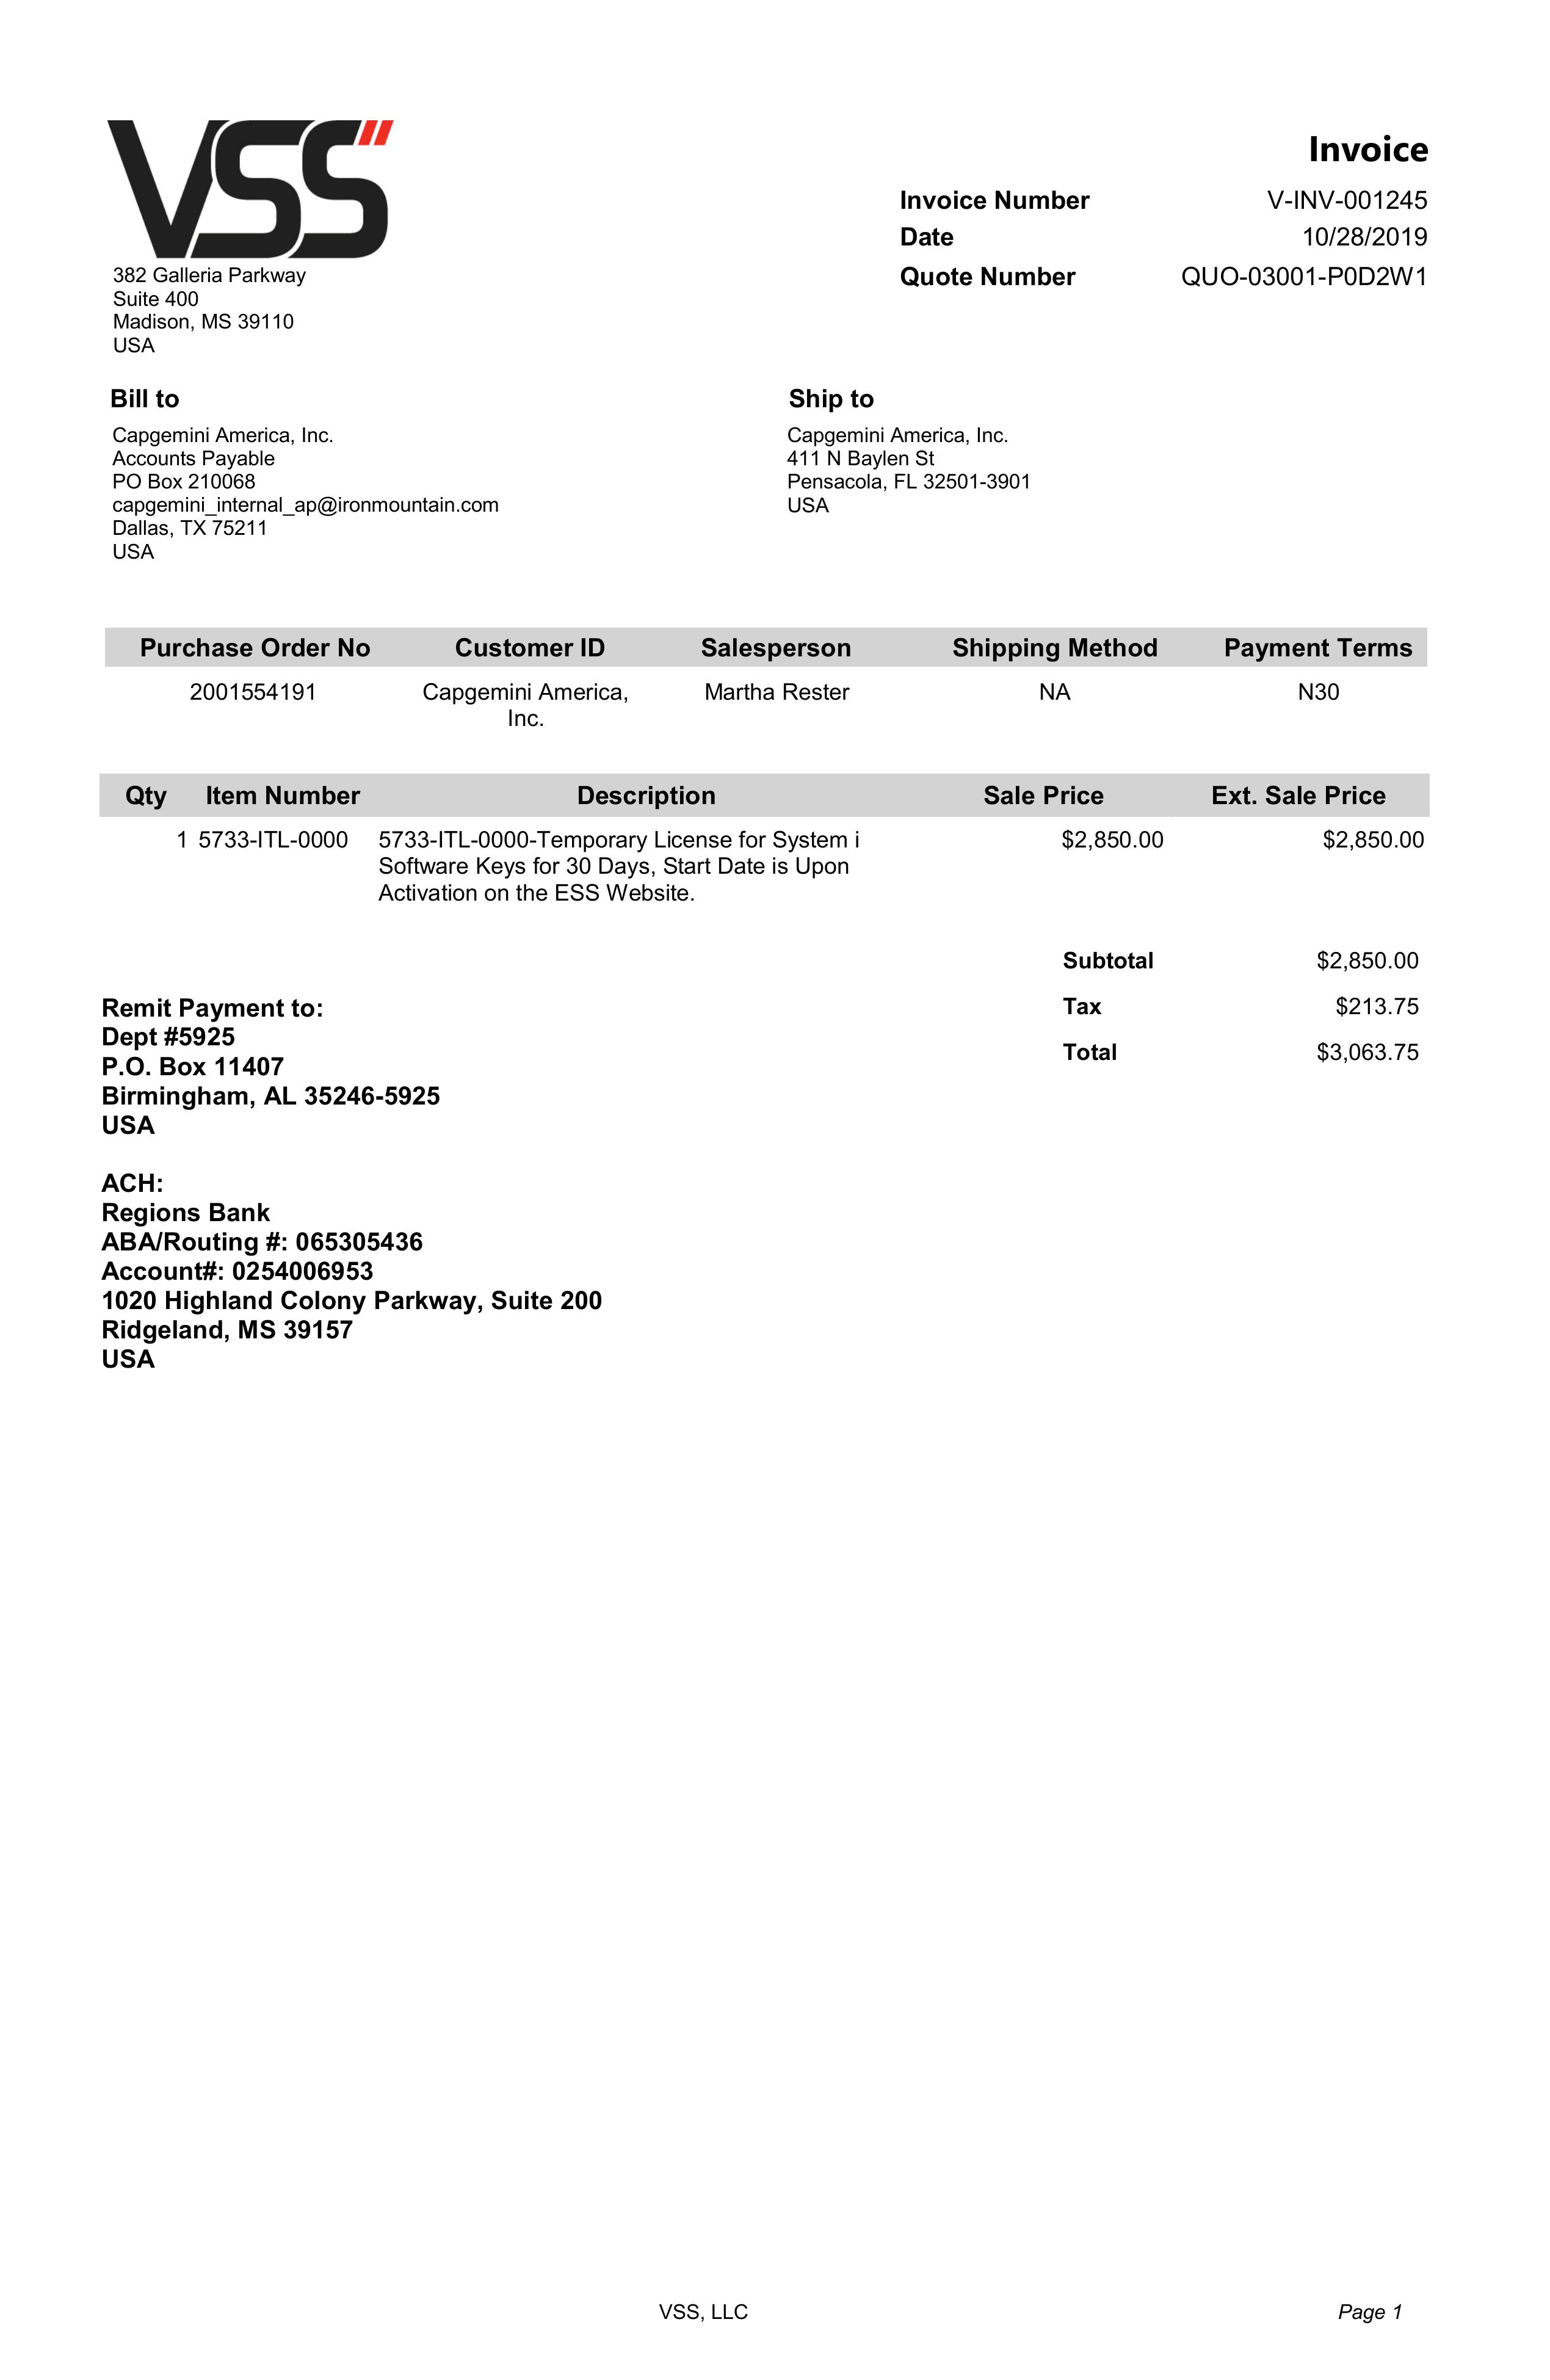 VSS
Invoice
Invoice Number V-INV-001245
Date 10/28/2019
Quote Number QUO-03001-P0D2W1
382 Galleria Parkway
Suite 400
Madison, MS 39110
USA
Bill to
Capgemini America, Inc.
Accounts Payable
PO Box 210068
capgemini_internal_ap@ironmountain.com
Dallas, TX 75211
USA
Ship to
Capgemini America, Inc.
411 N Baylen St
Pensacola, FL 32501-3901
USA
Purchase Order No Customer ID Salesperson Shipping Method Payment Terms
2001554191 Capgemini America, Martha Rester NA N30
Inc.
Qty Item Number Description Sale Price Ext. Sale Price
1 5733-ITL-0000 5733-ITL-0000-Temporary License for System i $2,850.00 $2,850.00
Software Keys for 30 Days, Start Date is Upon
Activation on the ESS Website.
Subtotal $2,850.00
Tax $213.75
Total $3,063.75
Remit Payment to:
Dept #5925
P.O. Box 11407
Birmingham, AL 35246-5925
USA
ACH:
Regions Bank
ABA/Routing #: 065305436
Account#: 0254006953
1020 Highland Colony Parkway, Suite 200
Ridgeland, MS 39157
USA
VSS, LLC Page 1